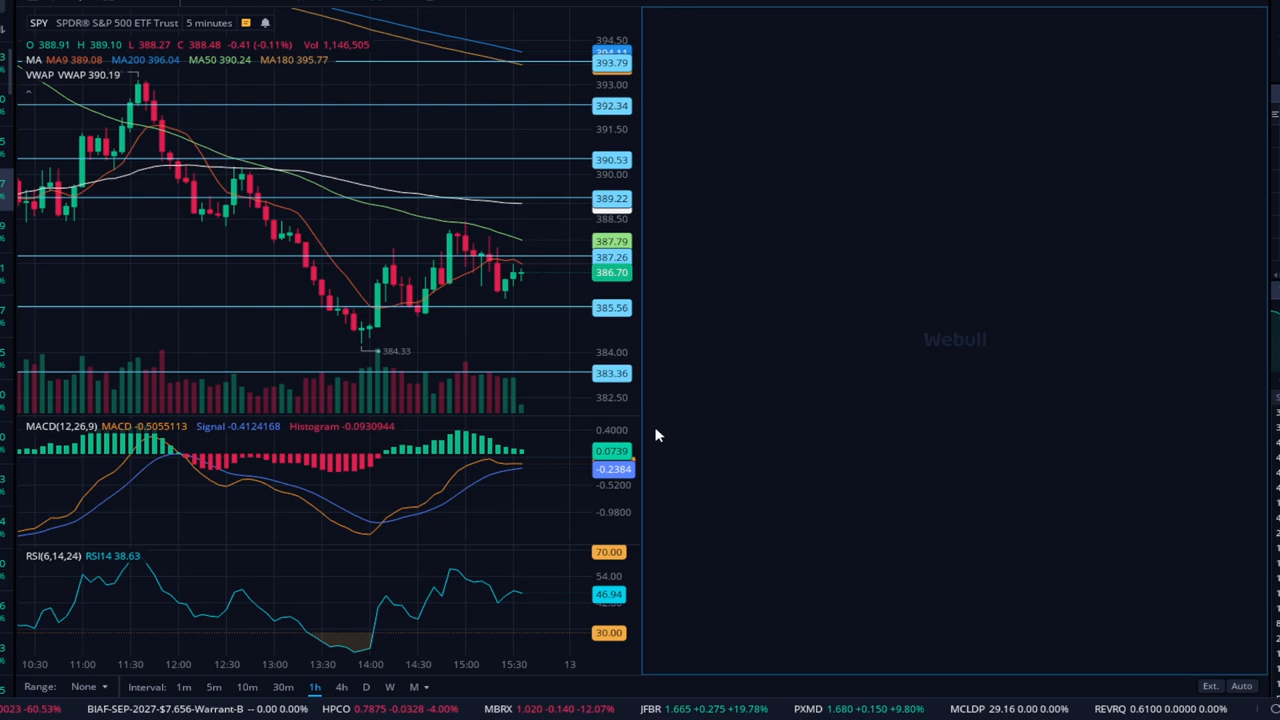 SPY SPDR® S&P 500 ETF Trust 5 minutes
O 388.91 H 389.10 L 388.27 C 388.48 -0.41 (-0.11%) Vol 1,146,505
MA MA9 389.08 MA200 396.04 MA50 390.24 MA180 395.77
VWAP VWAP 390.19
394.50
394.11
393.79
393.00
392.34
391.50
390.53
390.00
389.22
388.50
387.79
387.26
386.70
385.56
384.33
384.00
383.36
382.50
Webull
MACD(12,26,9) MACD -0.5055113 Signal -0.4124168 Histogram -0.0930944
0.4000
0.0739
-0.2384
-0.5200
-0.9800
RSI(6,14,24) RSI14 38.63
70.00
54.00
46.94
30.00
10:30 11:00 11:30 12:00 12:30 13:00 13:30 14:00 14:30 15:00 15:30 13
Range: None Interval: 1m 5m 10m 30m 1h 4h D W M Ext. Auto
0023 -60.53% BIAF-SEP-2027-$7.656-Warrant-B -- 0.00 0.00% HPCO 0.7875 -0.0328 -4.00% MBRX 1.020 -0.140 -12.07% JFBR 1.665 +0.275 +19.78% PXMD 1.680 +0.150 +9.80% MCLDP 29.16 0.00 0.00% REVRQ 0.6100 0.0000 0.00%